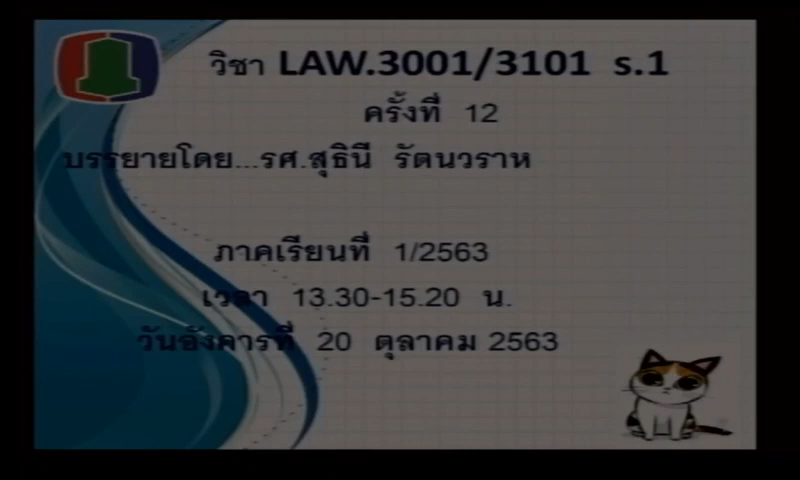 วิชา LAW.3001/3101 s.1
ครั้งที่ 12
บรรยายโดย...รศ.สุธินี รัตนวราห
ภาคเรียนที่ 1/2563
เวลา 13.30-15.20 น.
วันอังคารที่ 20 ตุลาคม 2563